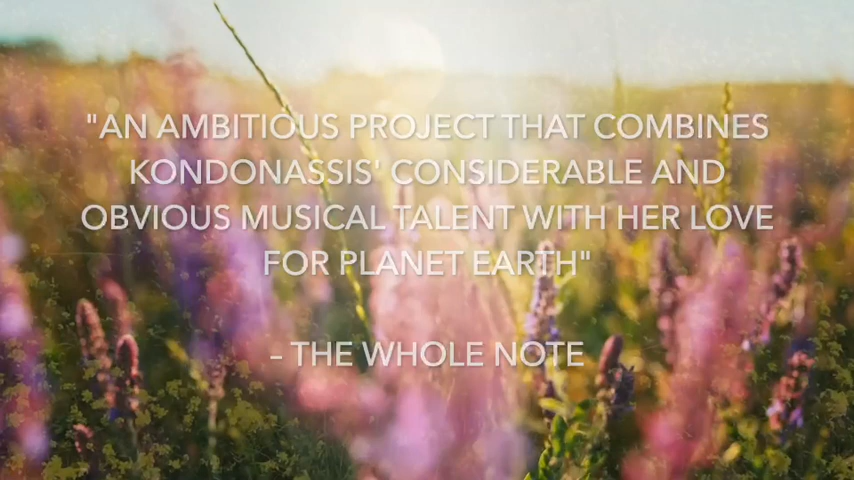 "AN AMBITIOUS PROJECT THAT COMBINES
KONDONASSIS' CONSIDERABLE AND
OBVIOUS MUSICAL TALENT WITH HER LOVE
FOR PLANET EARTH"
– THE WHOLE NOTE